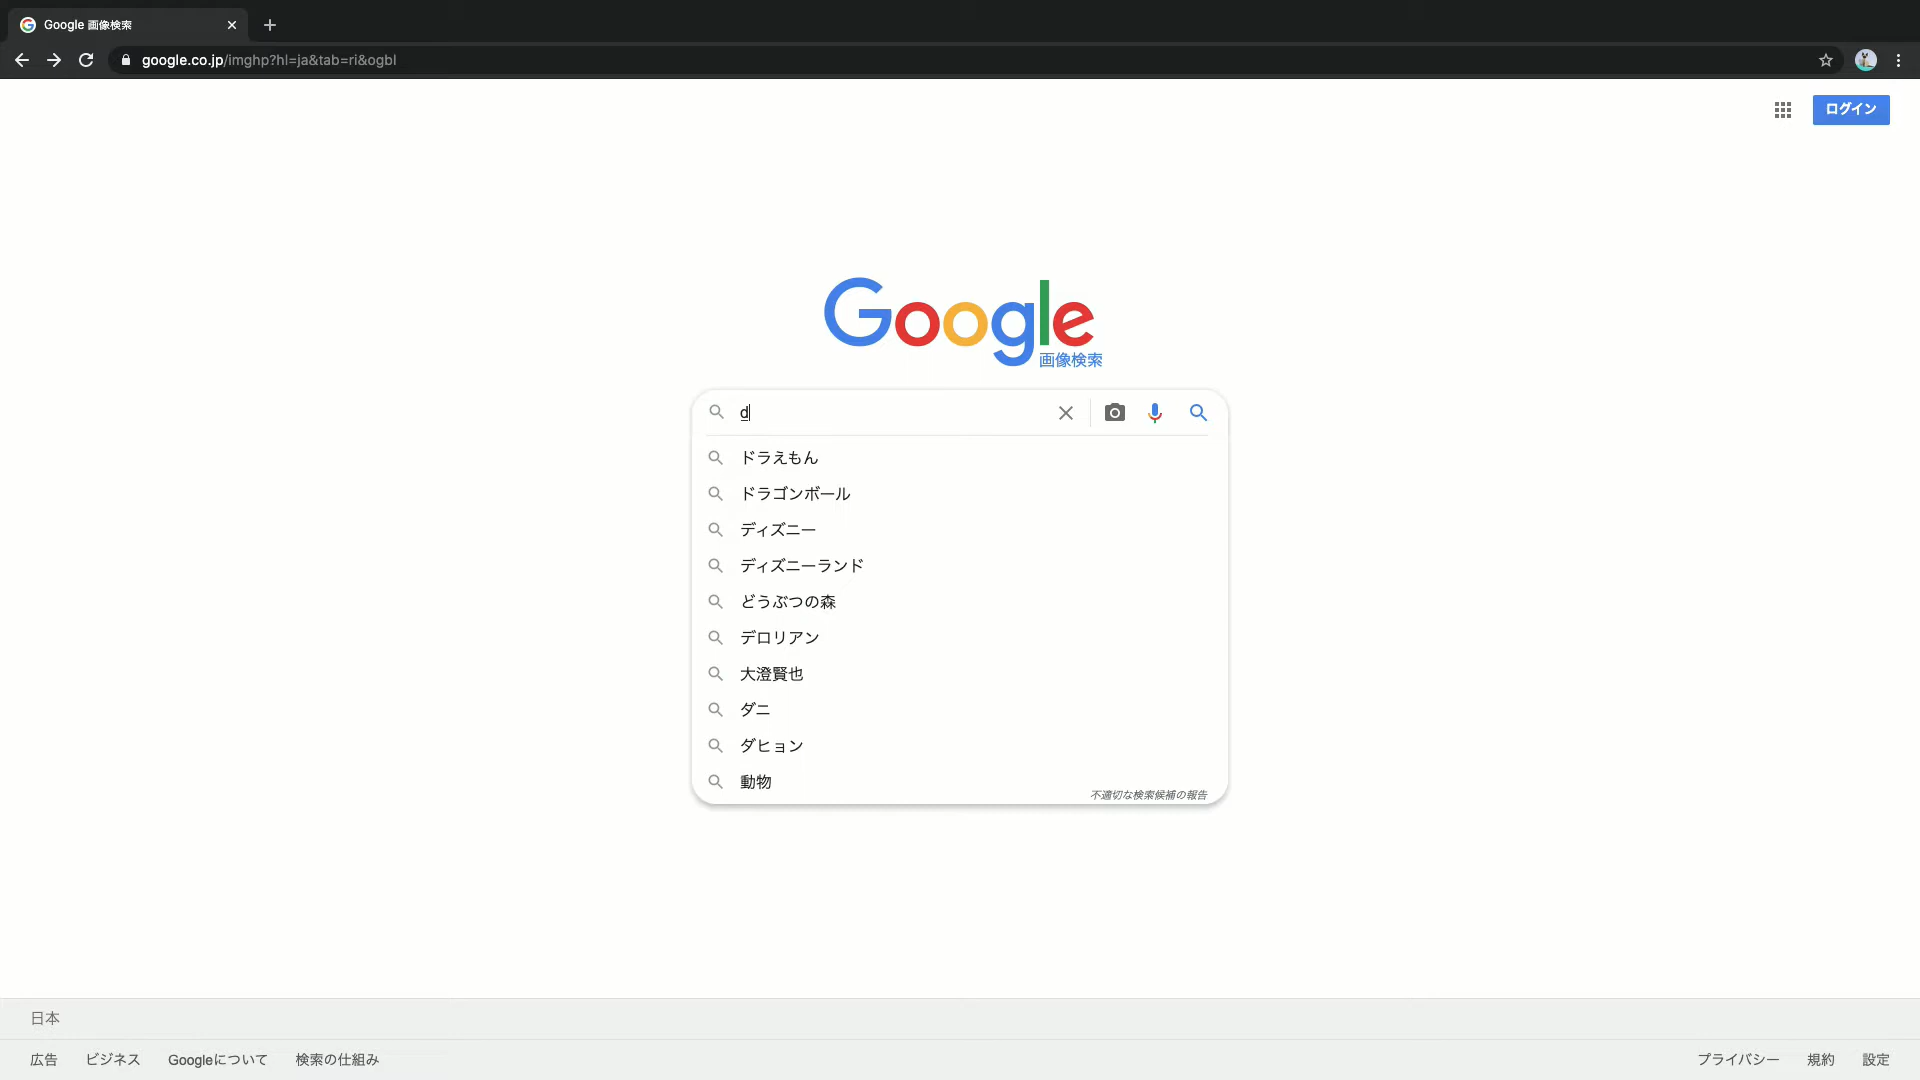 Google 画像検索
google.co.jp/imghp?hl=ja&tab=ri&ogbl
ログイン
Google
画像検索
d
ドラえもん
ドラゴンボール
ディズニー
ディズニーランド
どうぶつの森
デロリアン
大澄賢也
ダニ
ダヒョン
動物
不適切な検索候補の報告
日本
広告 ビジネス Googleについて 検索の仕組み プライバシー 規約 設定